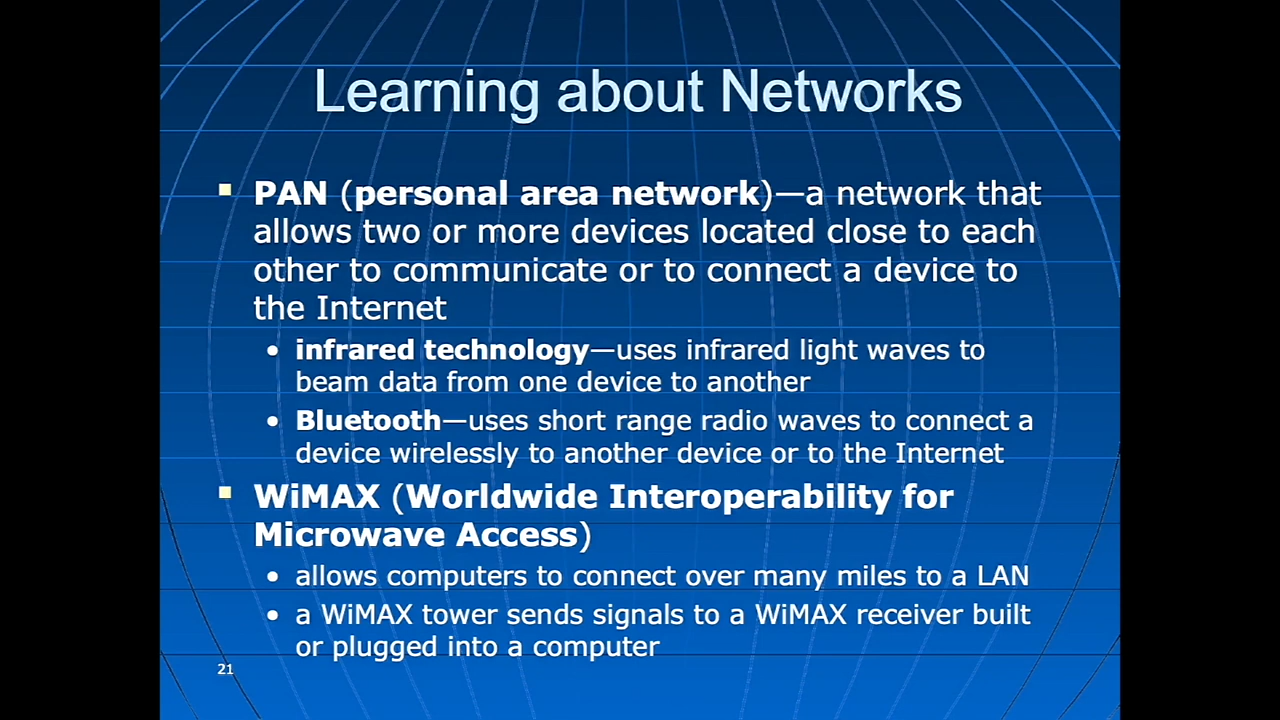 Learning about Networks
PAN (personal area network)—a network that
allows two or more devices located close to each
other to communicate or to connect a device to
the Internet
infrared technology—uses infrared light waves to
beam data from one device to another
Bluetooth—uses short range radio waves to connect a
device wirelessly to another device or to the Internet
WiMAX (Worldwide Interoperability for
Microwave Access)
allows computers to connect over many miles to a LAN
a WiMAX tower sends signals to a WiMAX receiver built
or plugged into a computer
21